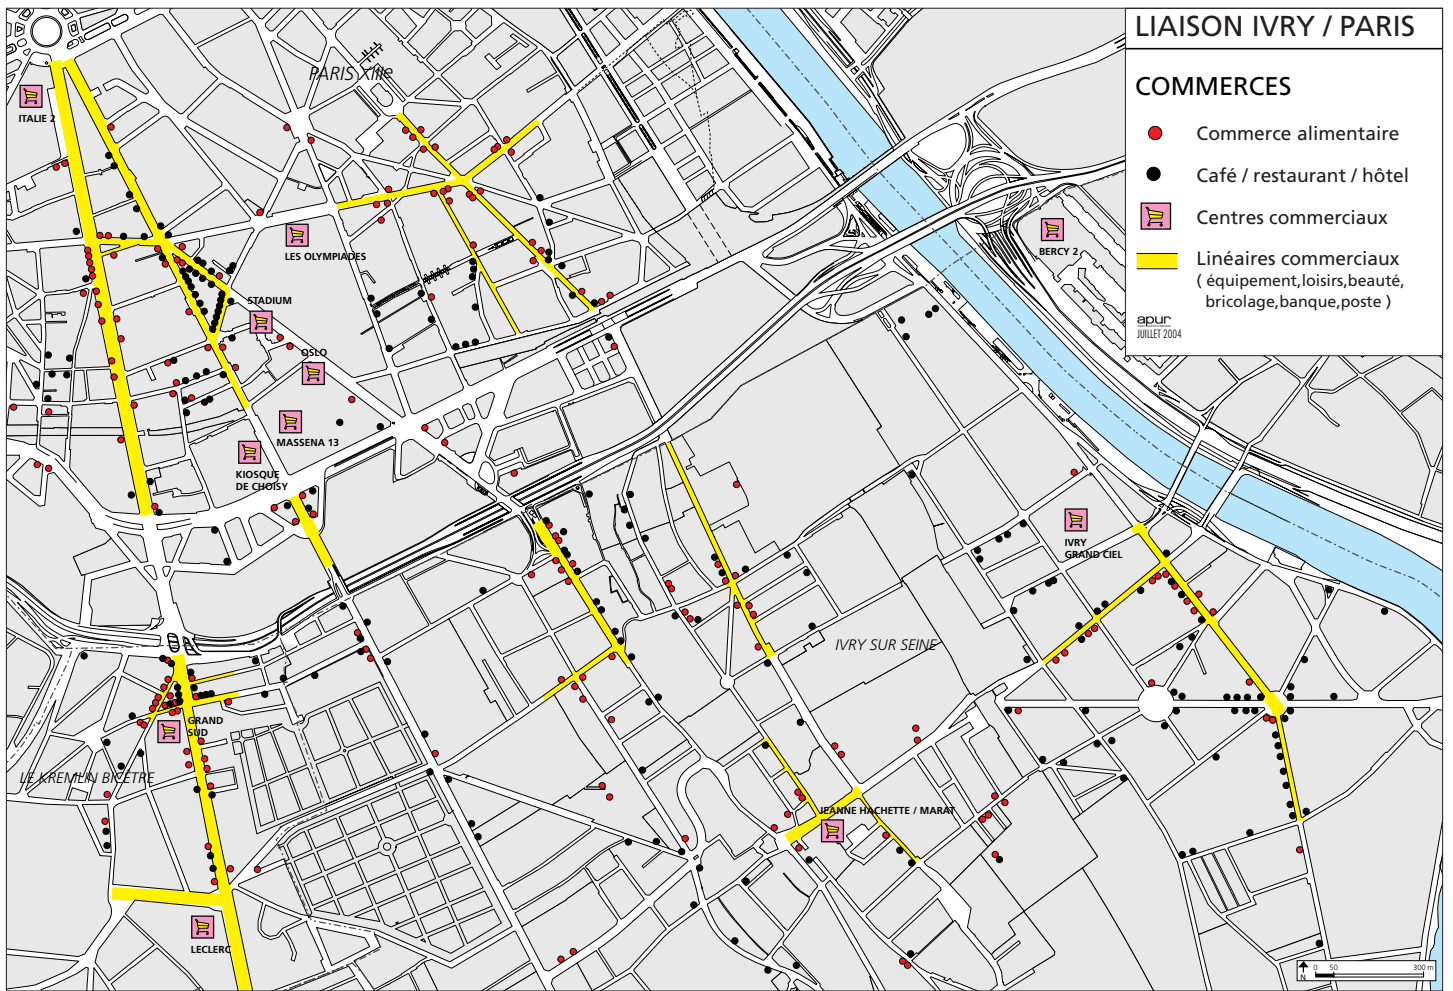 LIAISON IVRY / PARIS
COMMERCES
Commerce alimentaire
Café / restaurant / hôtel
Centres commerciaux
Linéaires commerciaux
( équipement,loisirs,beauté,
bricolage,banque,poste )
apur
JUILLET 2004
PARIS XIIIe
ITALIE 2
LES OLYMPIADES
BERCY 2
STADIUM
OSLO
MASSENA 13
KIOSQUE
DE CHOISY
IVRY
GRAND CIEL
IVRY SUR SEINE
GRAND
SUD
LE KREMLIN BICETRE
JEANNE HACHETTE / MARAT
LECLERC
N
0 50 300 m